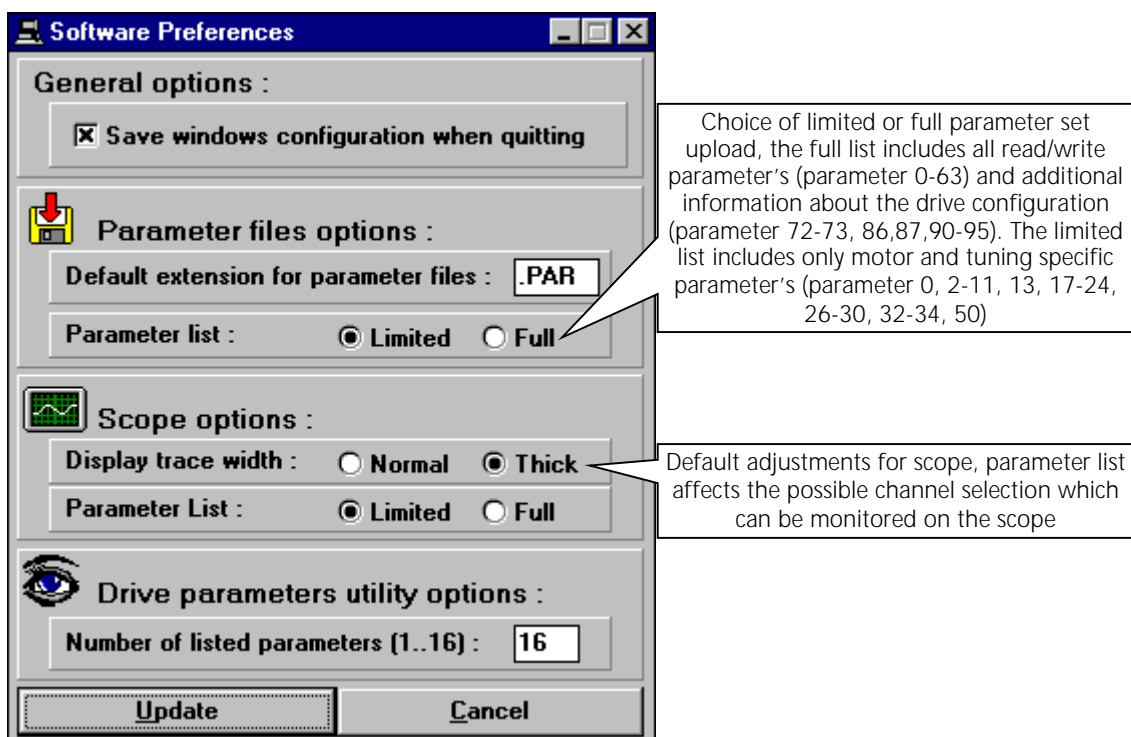 Software Preferences
General options :
Save windows configuration when quitting
Parameter files options :
Default extension for parameter files : .PAR
Parameter list : Limited Full
Scope options :
Display trace width : Normal Thick
Parameter List : Limited Full
Drive parameters utility options :
Number of listed parameters (1..16) : 16
Update Cancel
Choice of limited or full parameter set
upload, the full list includes all read/write
parameter's (parameter 0-63) and additional
information about the drive configuration
(parameter 72-73, 86,87,90-95). The limited
list includes only motor and tuning specific
parameter's (parameter 0, 2-11, 13, 17-24,
26-30, 32-34, 50)
Default adjustments for scope, parameter list
affects the possible channel selection which
can be monitored on the scope